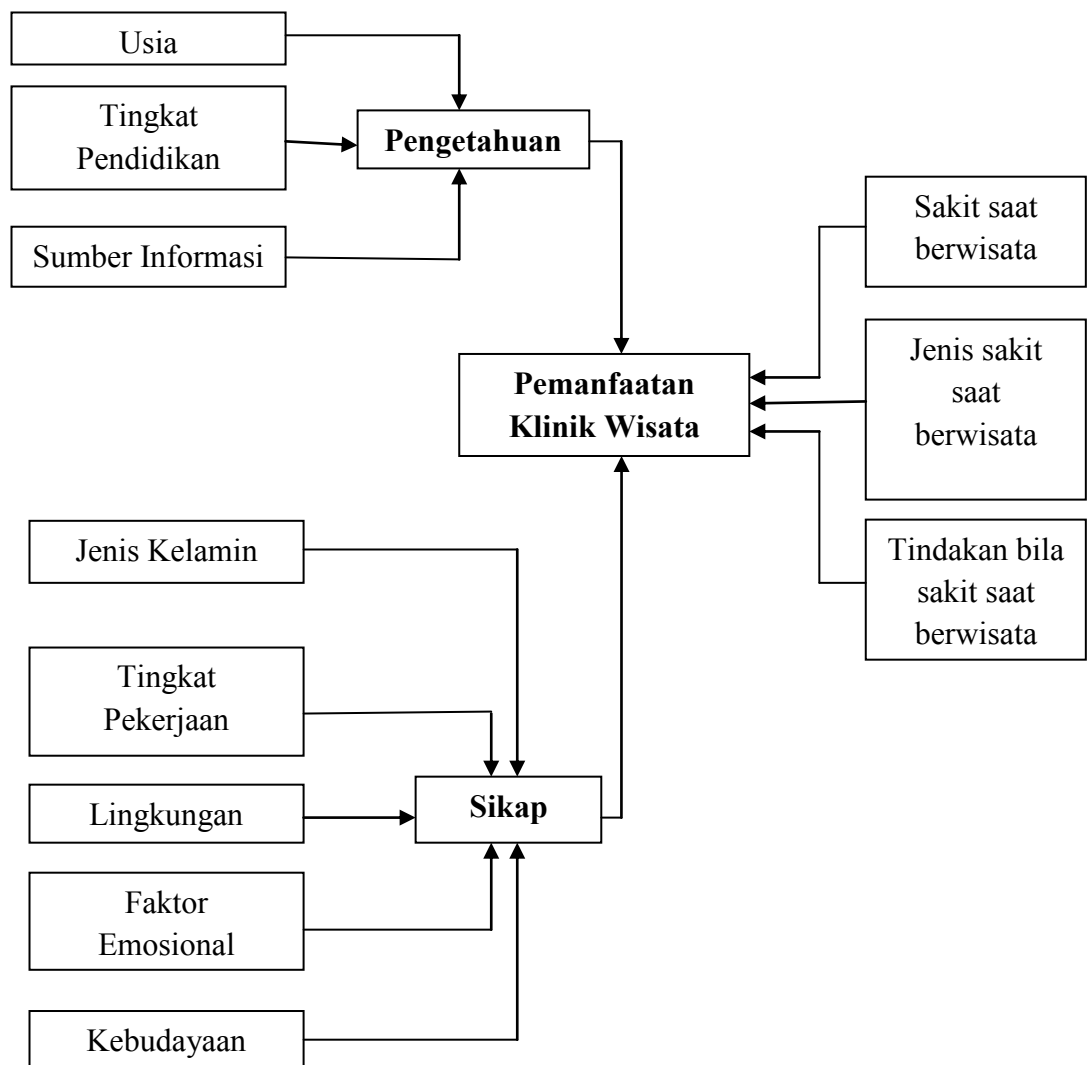 Usia
Tingkat
Pendidikan
Sumber Informasi
Pengetahuan
Sakit saat
berwisata
Jenis sakit
saat
berwisata
Tindakan bila
sakit saat
berwisata
Pemanfaatan
Klinik Wisata
Jenis Kelamin
Tingkat
Pekerjaan
Lingkungan
Faktor
Emosional
Kebudayaan
Sikap